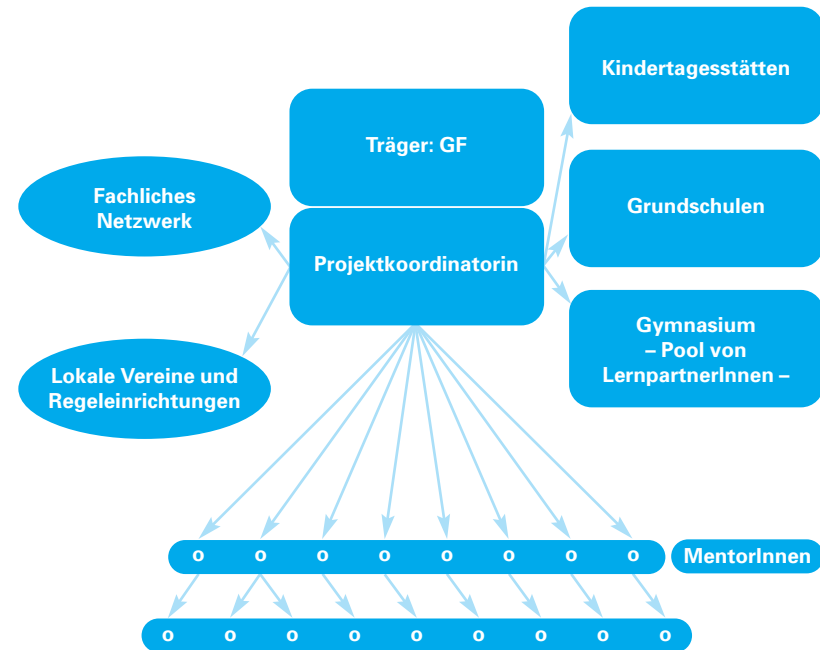 Kindertagesstätten
Träger: GF
Fachliches
Netzwerk
Grundschulen
Projektkoordinatorin
Gymnasium
– Pool von
LernpartnerInnen –
Lokale Vereine und
Regeleinrichtungen
o o o o o o o o
MentorInnen
o o o o o o o o o